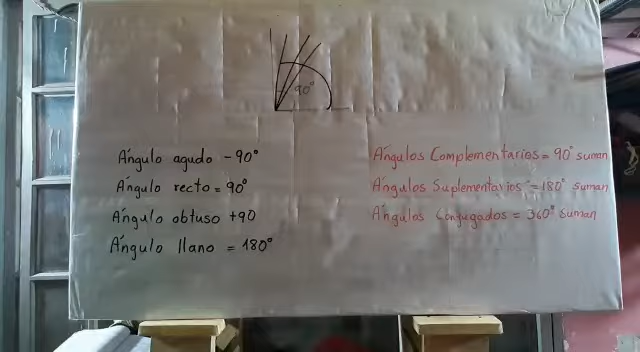 90°
Ángulo agudo - 90°
Ángulo recto = 90°
Ángulo obtuso +90
Ángulo llano = 180°
Ángulos Complementarios = 90° suman
Ángulos Suplementarios = 180° suman
Ángulos Conjugados = 360° suman